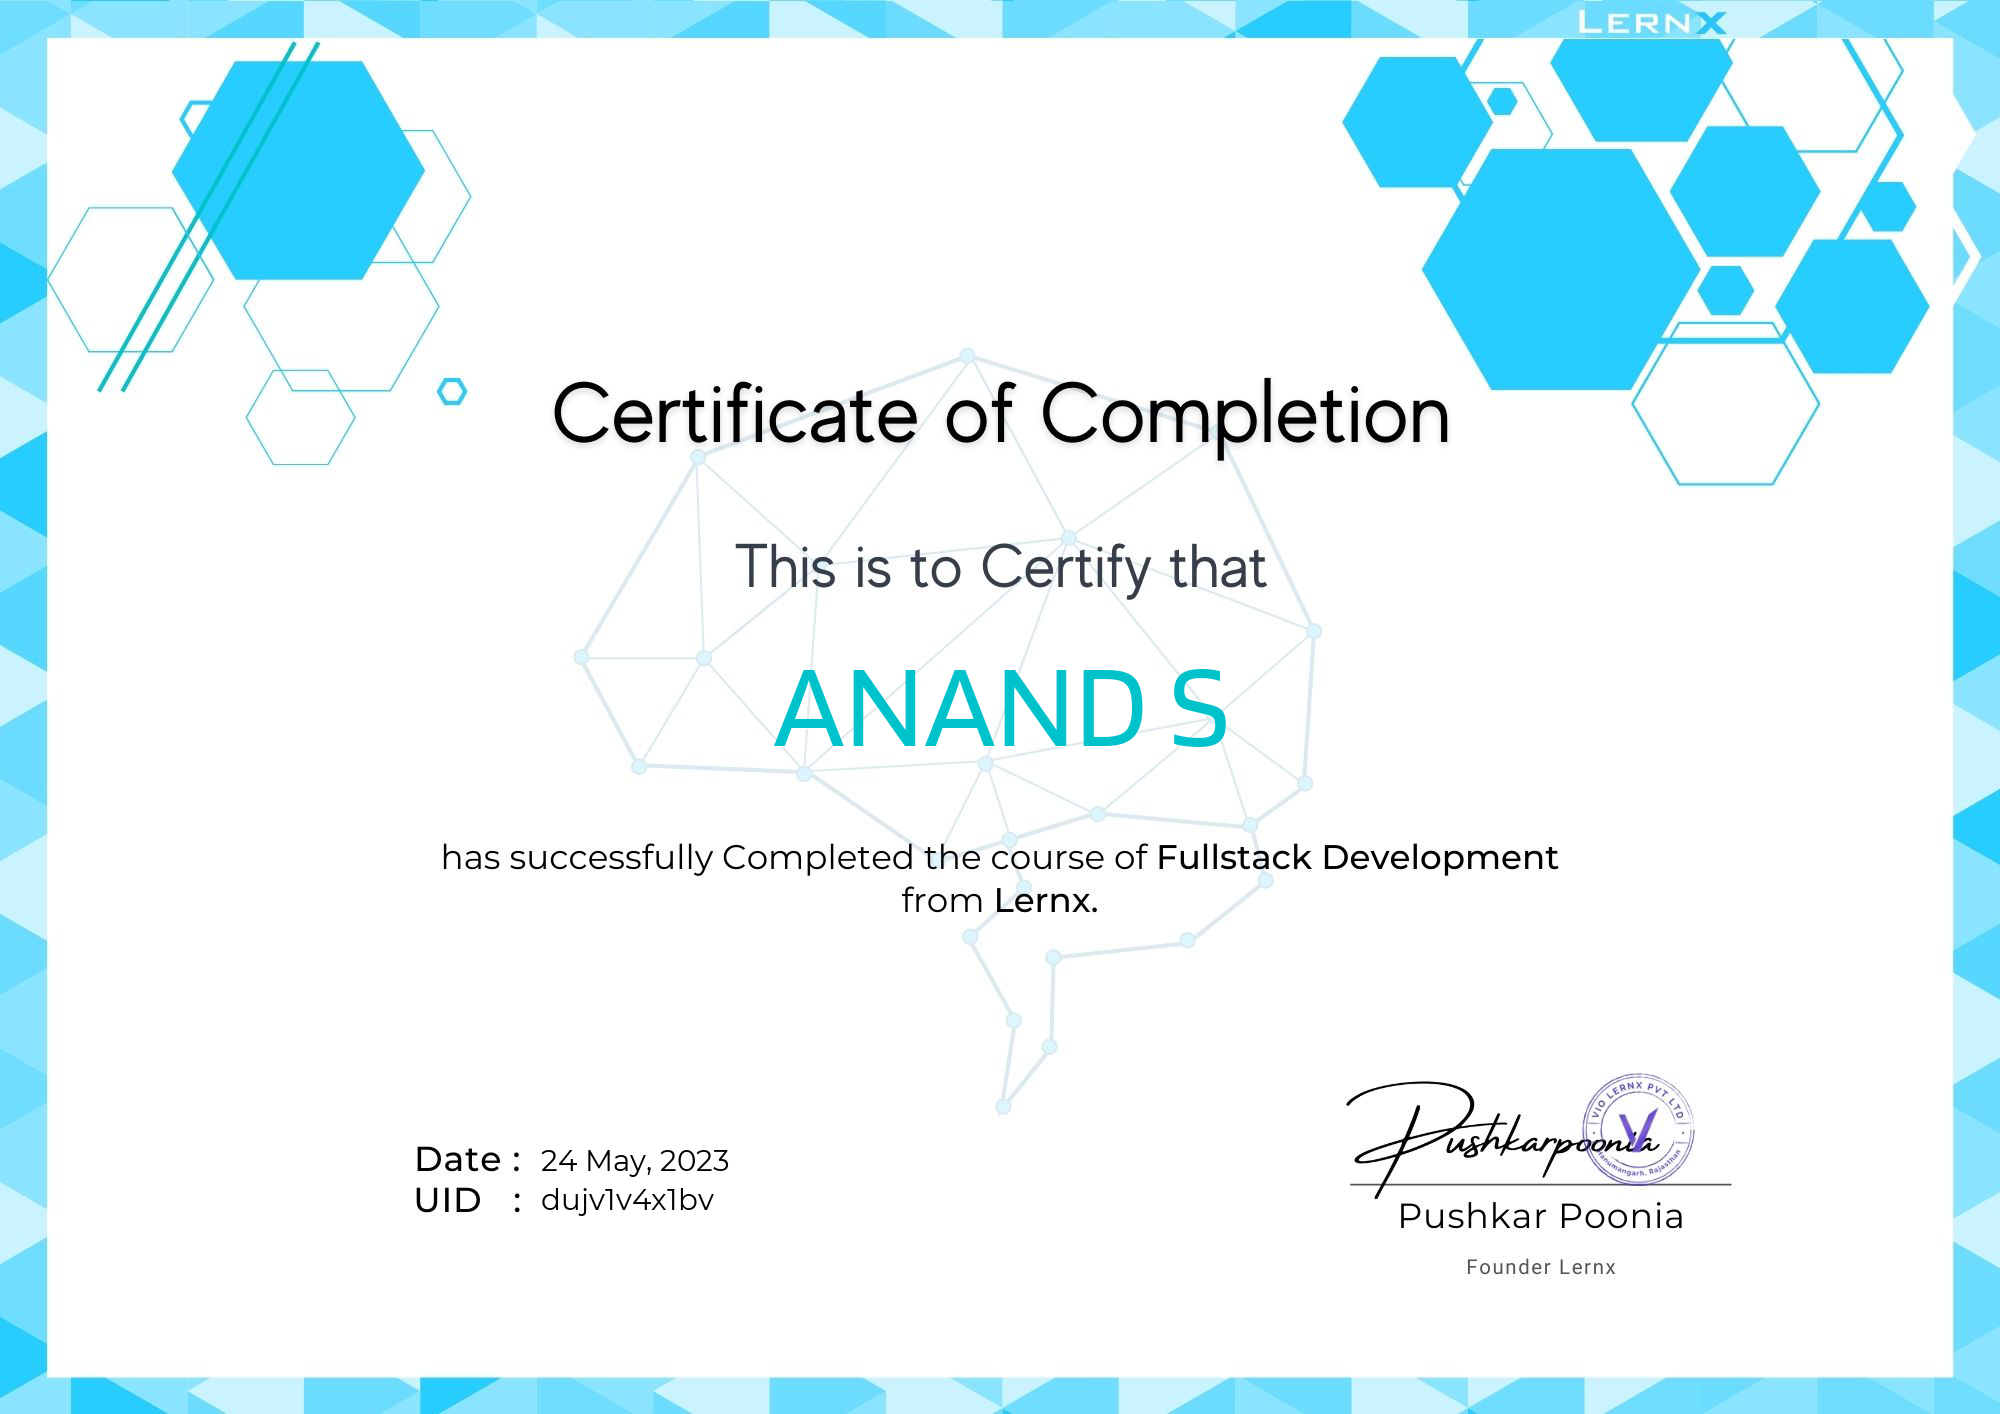 LERNX
Certificate of Completion
This is to Certify that
ANAND S
has successfully Completed the course of Fullstack Development
from Lernx.
Date : 24 May, 2023
UID : dujv1v4x1bv
Pushkarpoonia
VIO LERNX PVT LTD
V
Hanumangarh, Rajasthan
Pushkar Poonia
Founder Lernx